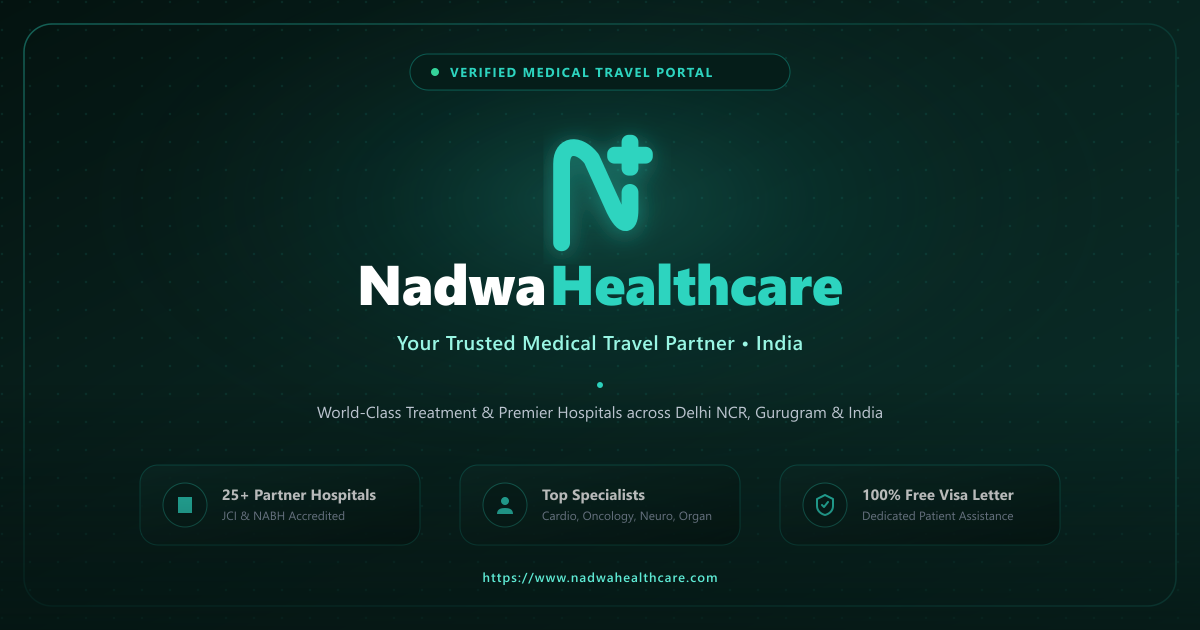 VERIFIED MEDICAL TRAVEL PORTAL
Nadwa Healthcare
Your Trusted Medical Travel Partner • India
World-Class Treatment & Premier Hospitals across Delhi NCR, Gurugram & India
25+ Partner Hospitals
JCI & NABH Accredited
Top Specialists
Cardio, Oncology, Neuro, Organ
100% Free Visa Letter
Dedicated Patient Assistance
https://www.nadwahealthcare.com